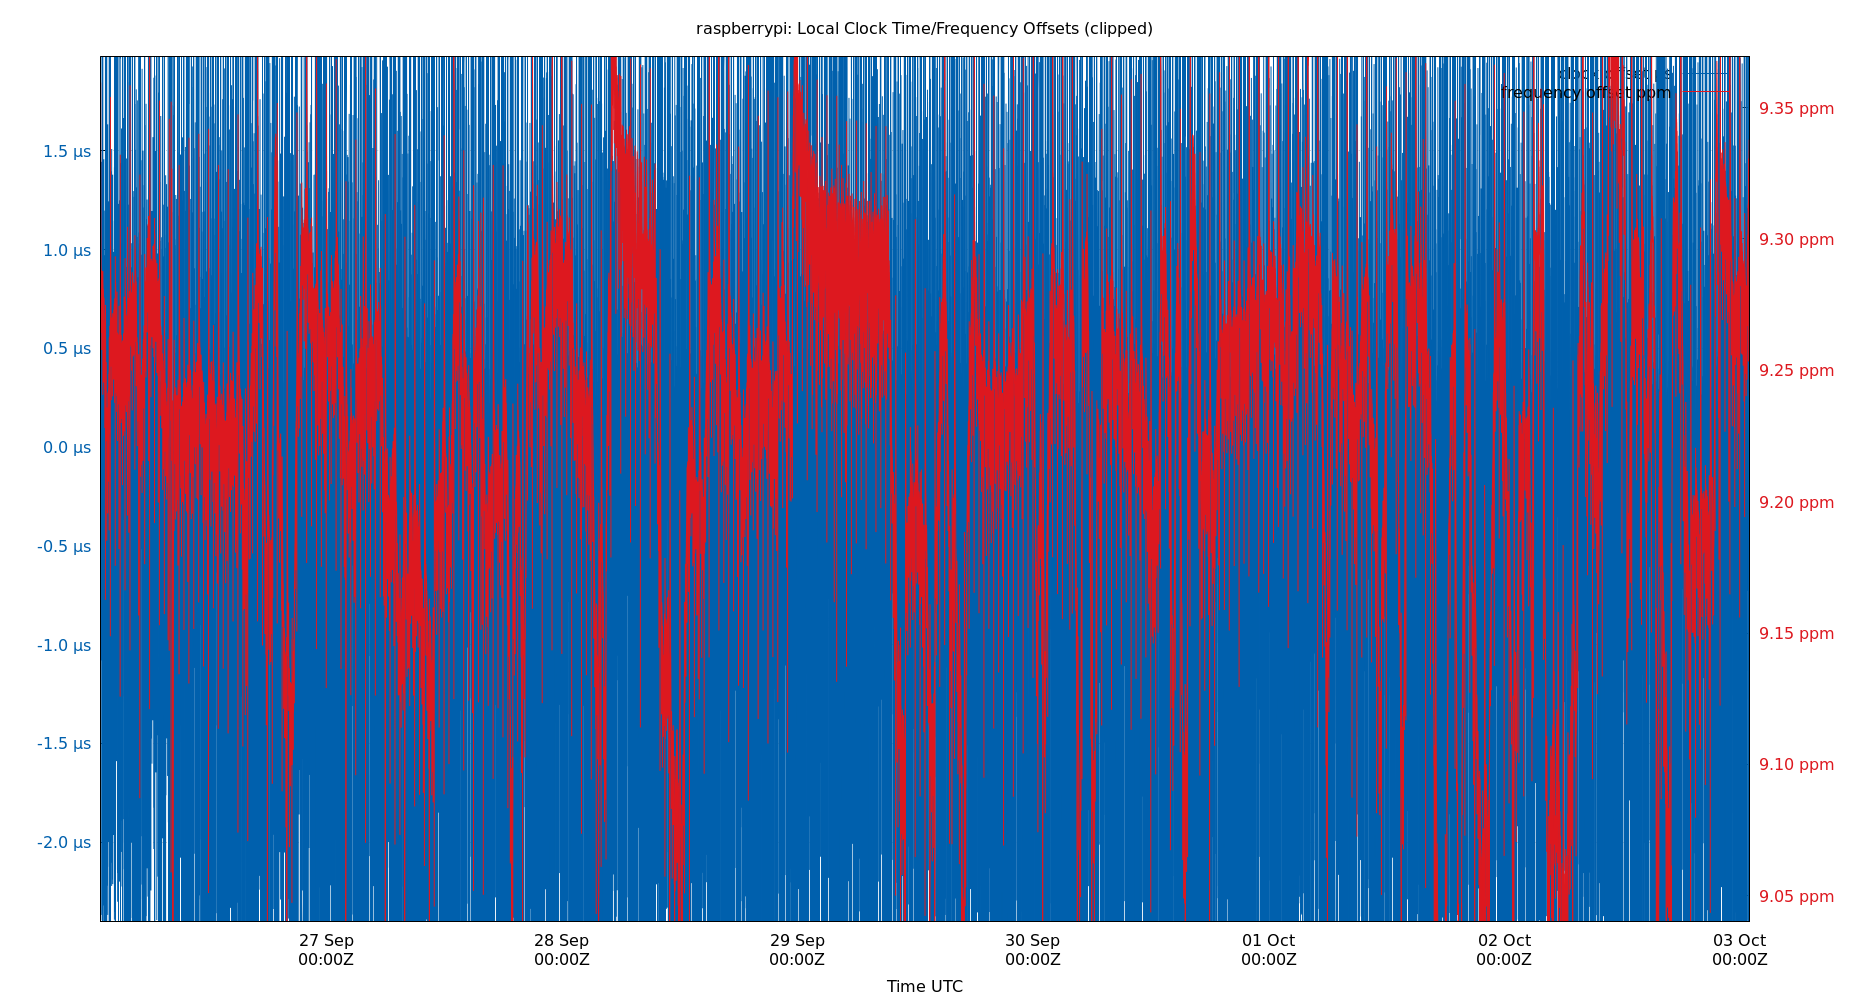 raspberrypi: Local Clock Time/Frequency Offsets (clipped)
clock offset µs
frequency offset ppm
1.5 µs
1.0 µs
0.5 µs
0.0 µs
-0.5 µs
-1.0 µs
-1.5 µs
-2.0 µs
9.35 ppm
9.30 ppm
9.25 ppm
9.20 ppm
9.15 ppm
9.10 ppm
9.05 ppm
27 Sep
00:00Z
28 Sep
00:00Z
29 Sep
00:00Z
30 Sep
00:00Z
01 Oct
00:00Z
02 Oct
00:00Z
03 Oct
00:00Z
Time UTC